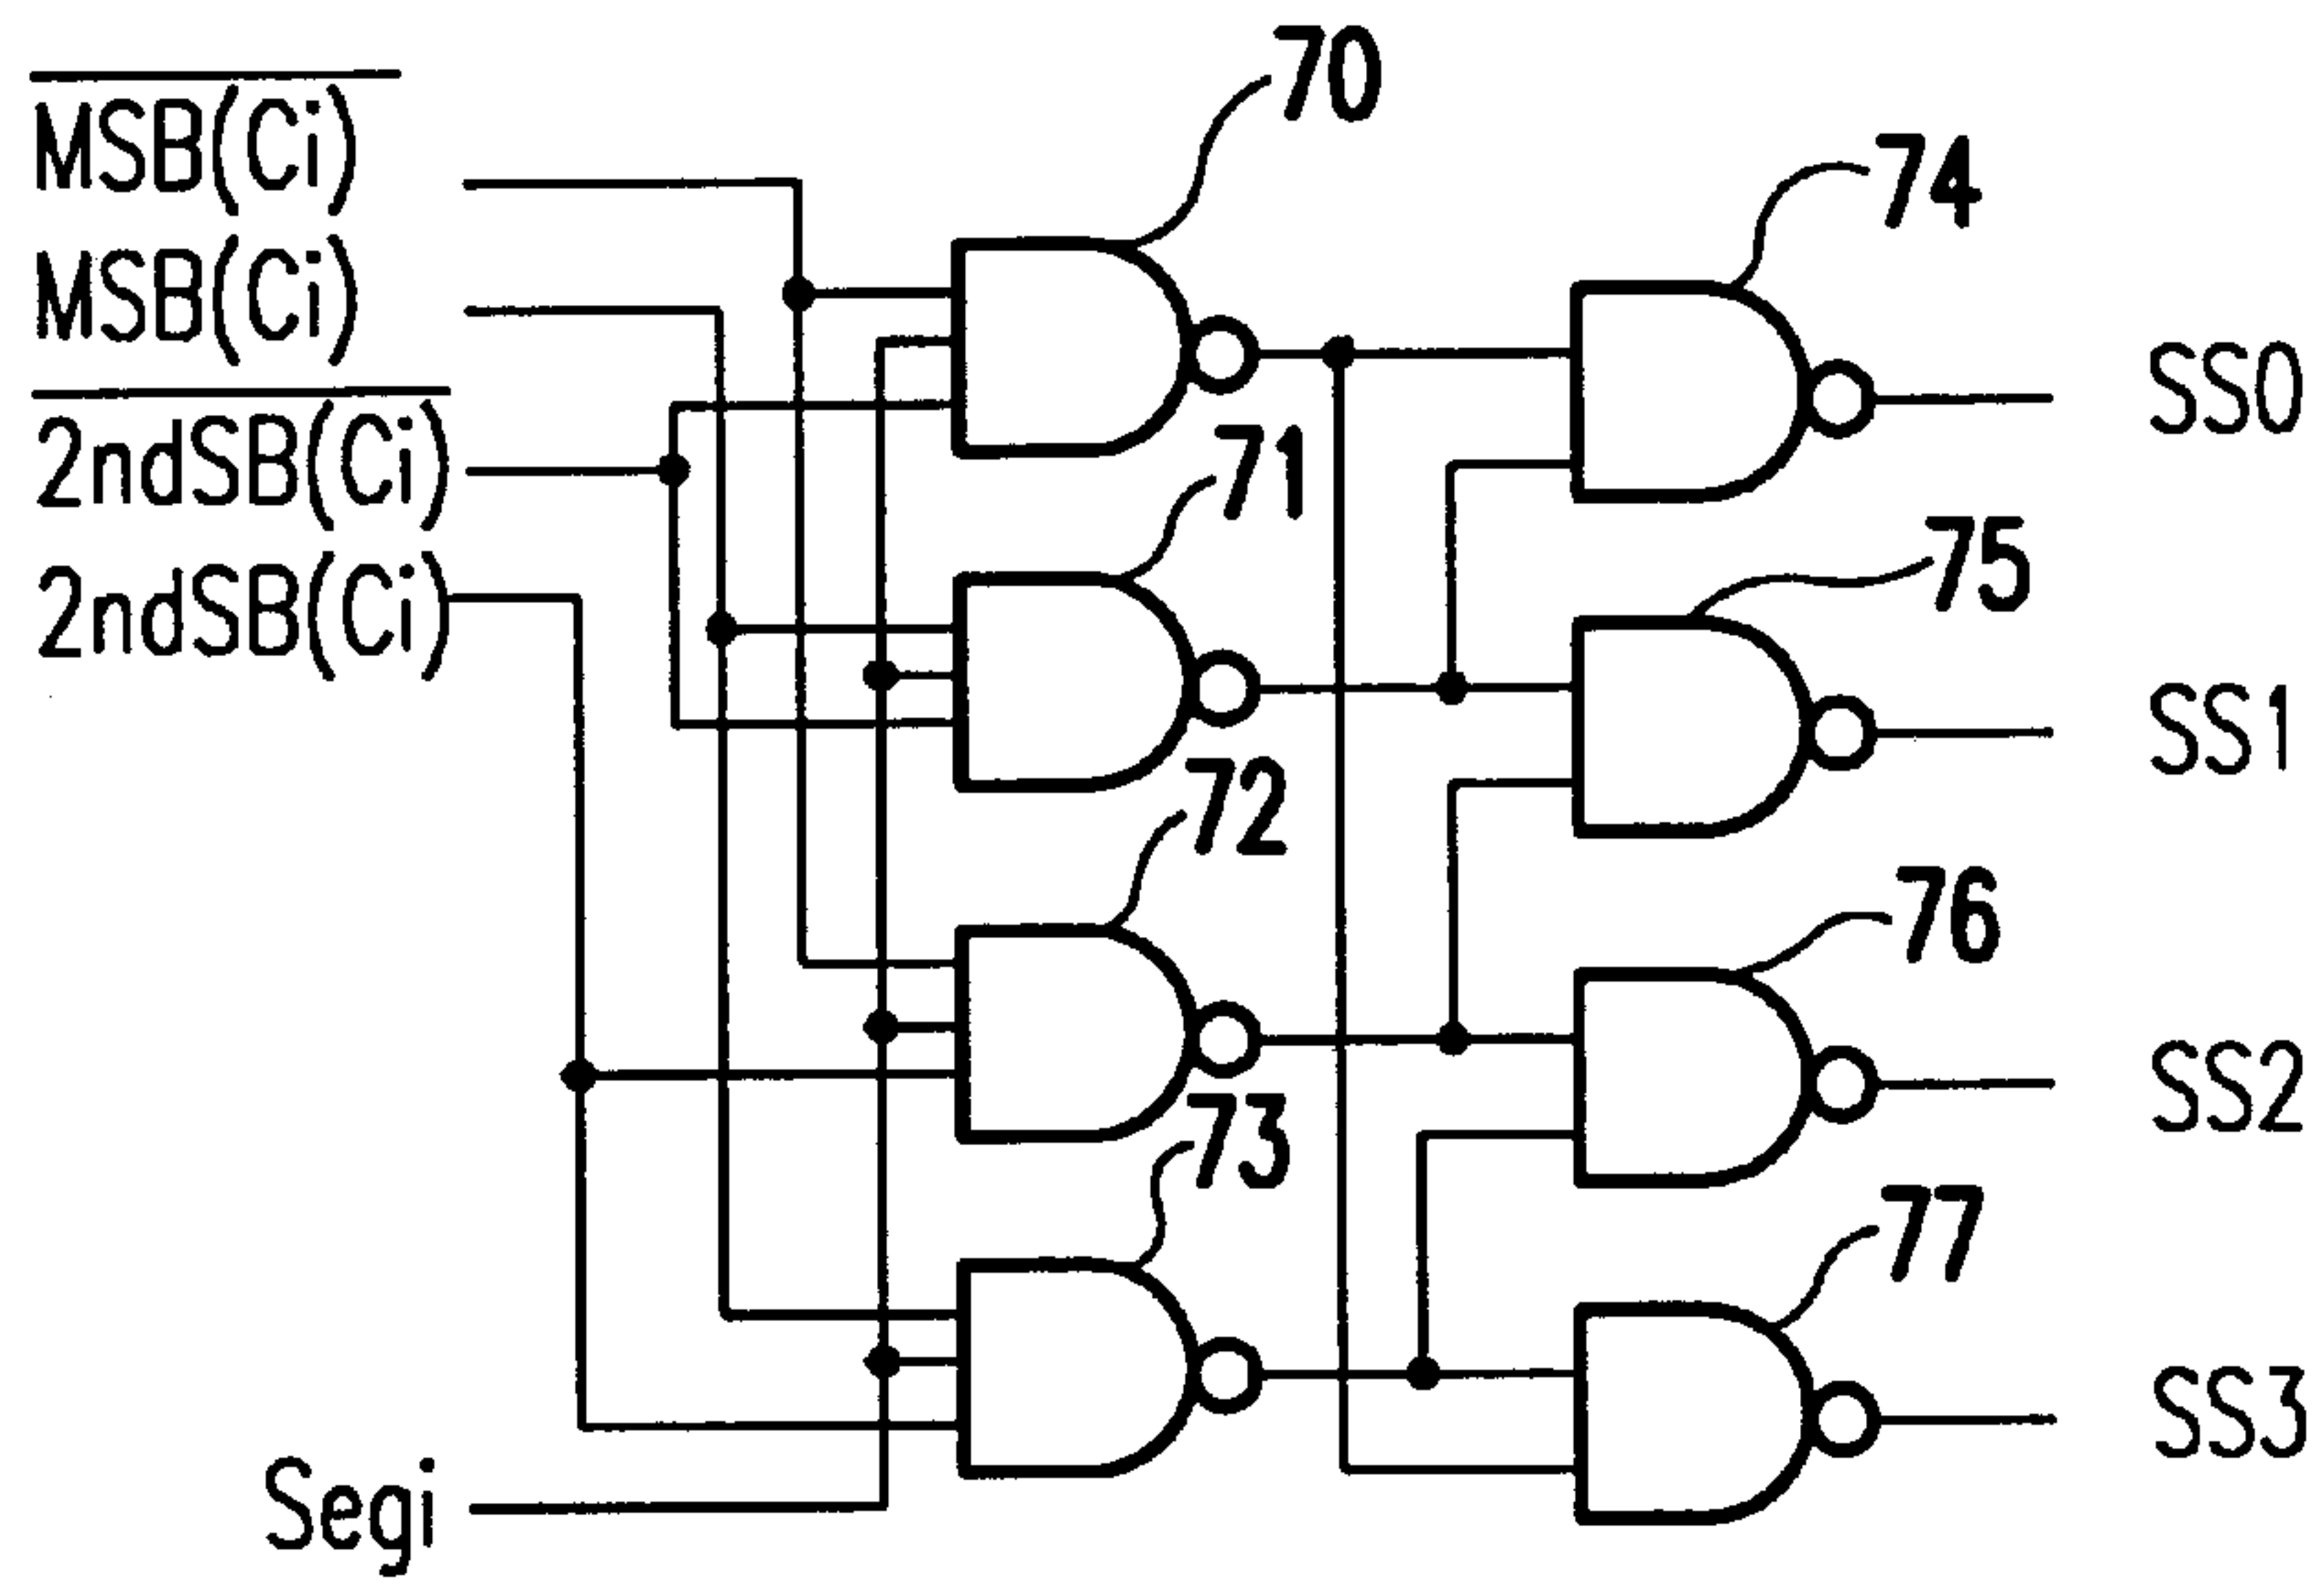 70
MSB(Ci)
74
MSB(Ci)
SS0
2ndSB(Ci)
71
75
2ndSB(Ci)
SS1
72
76
SS2
73
77
SS3
Segi